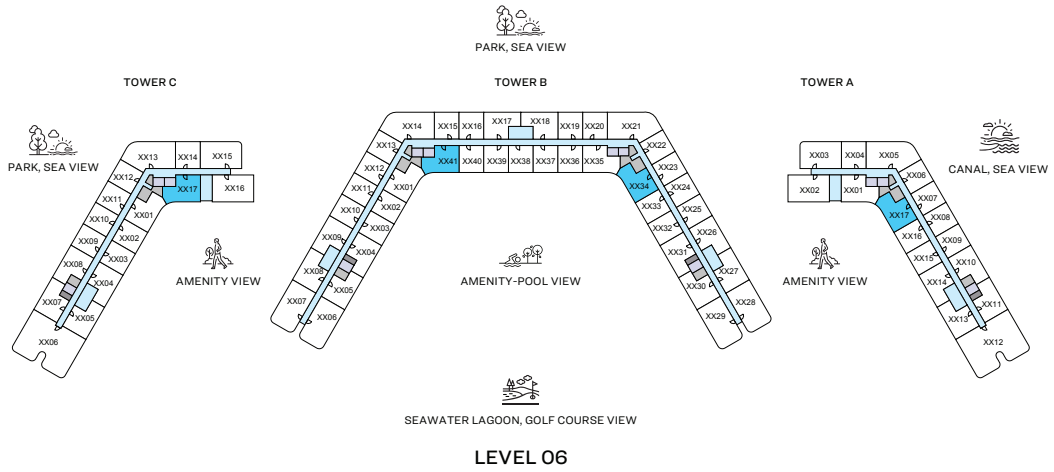 PARK, SEA VIEW
TOWER C
TOWER B
TOWER A
PARK, SEA VIEW
CANAL, SEA VIEW
XX13
XX14
XX15
XX12
XX17
XX16
XX11
XX01
XX10
XX02
XX09
XX03
XX08
XX04
XX07
XX05
XX06
XX14
XX15
XX16
XX17
XX18
XX19
XX20
XX21
XX13
XX41
XX40
XX39
XX38
XX37
XX36
XX35
XX22
XX12
XX01
XX34
XX23
XX11
XX02
XX33
XX24
XX10
XX03
XX32
XX25
XX09
XX04
XX31
XX26
XX08
XX05
XX30
XX27
XX07
XX06
XX29
XX28
XX03
XX04
XX05
XX02
XX01
XX06
XX17
XX07
XX16
XX08
XX15
XX09
XX14
XX10
XX13
XX11
XX12
AMENITY VIEW
AMENITY-POOL VIEW
AMENITY VIEW
SEAWATER LAGOON, GOLF COURSE VIEW
LEVEL 06